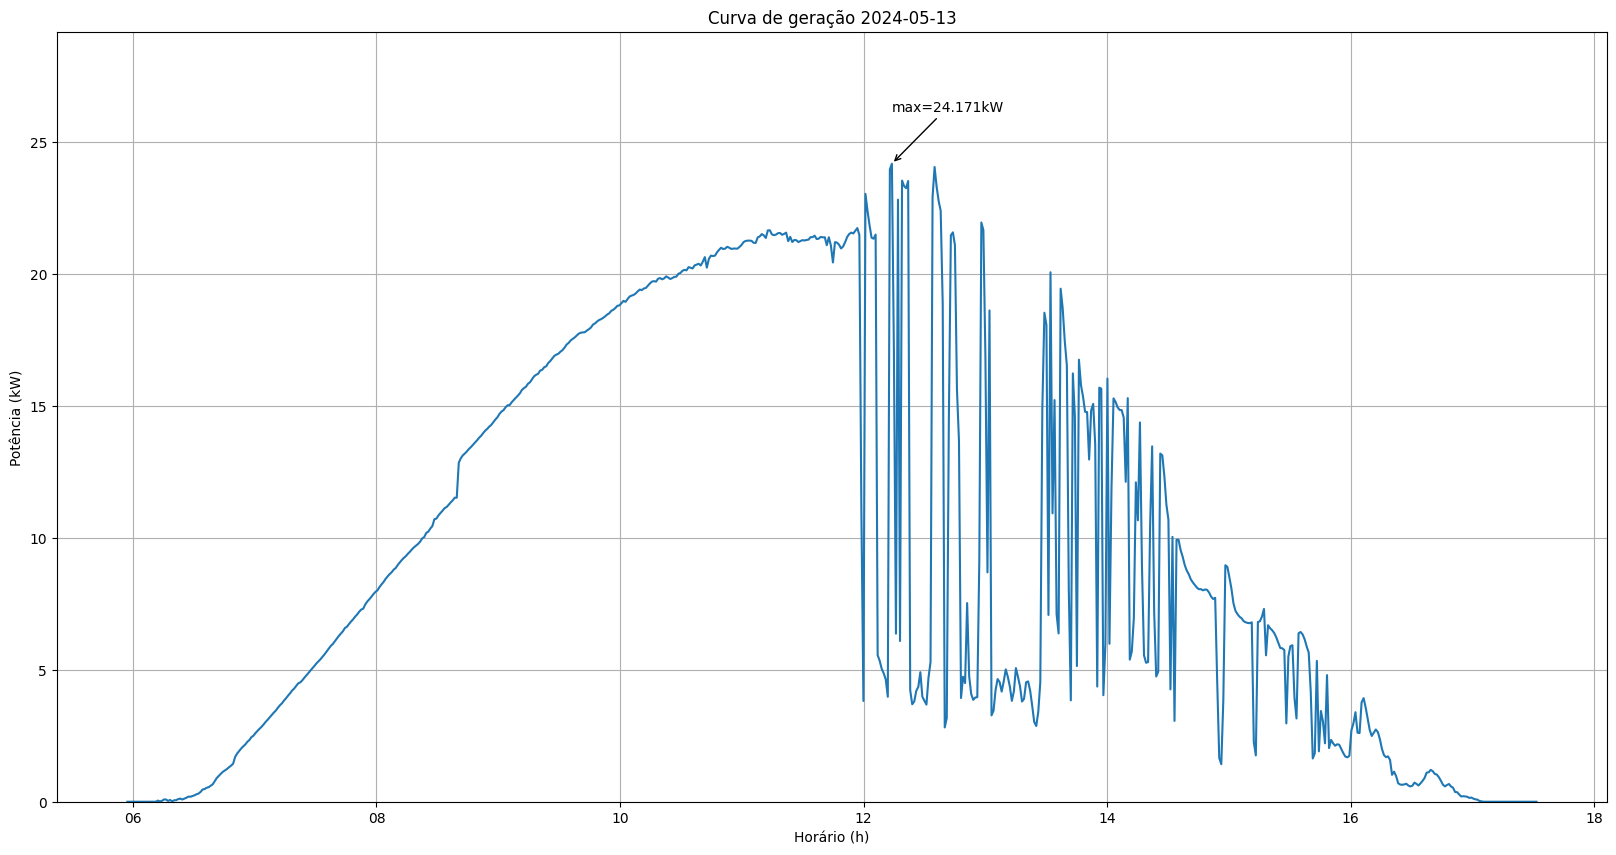 Curva de geração 2024-05-13
max=24.171kW
25
20
15
10
5
0
Potência (kW)
06 08 10 12 14 16 18
Horário (h)